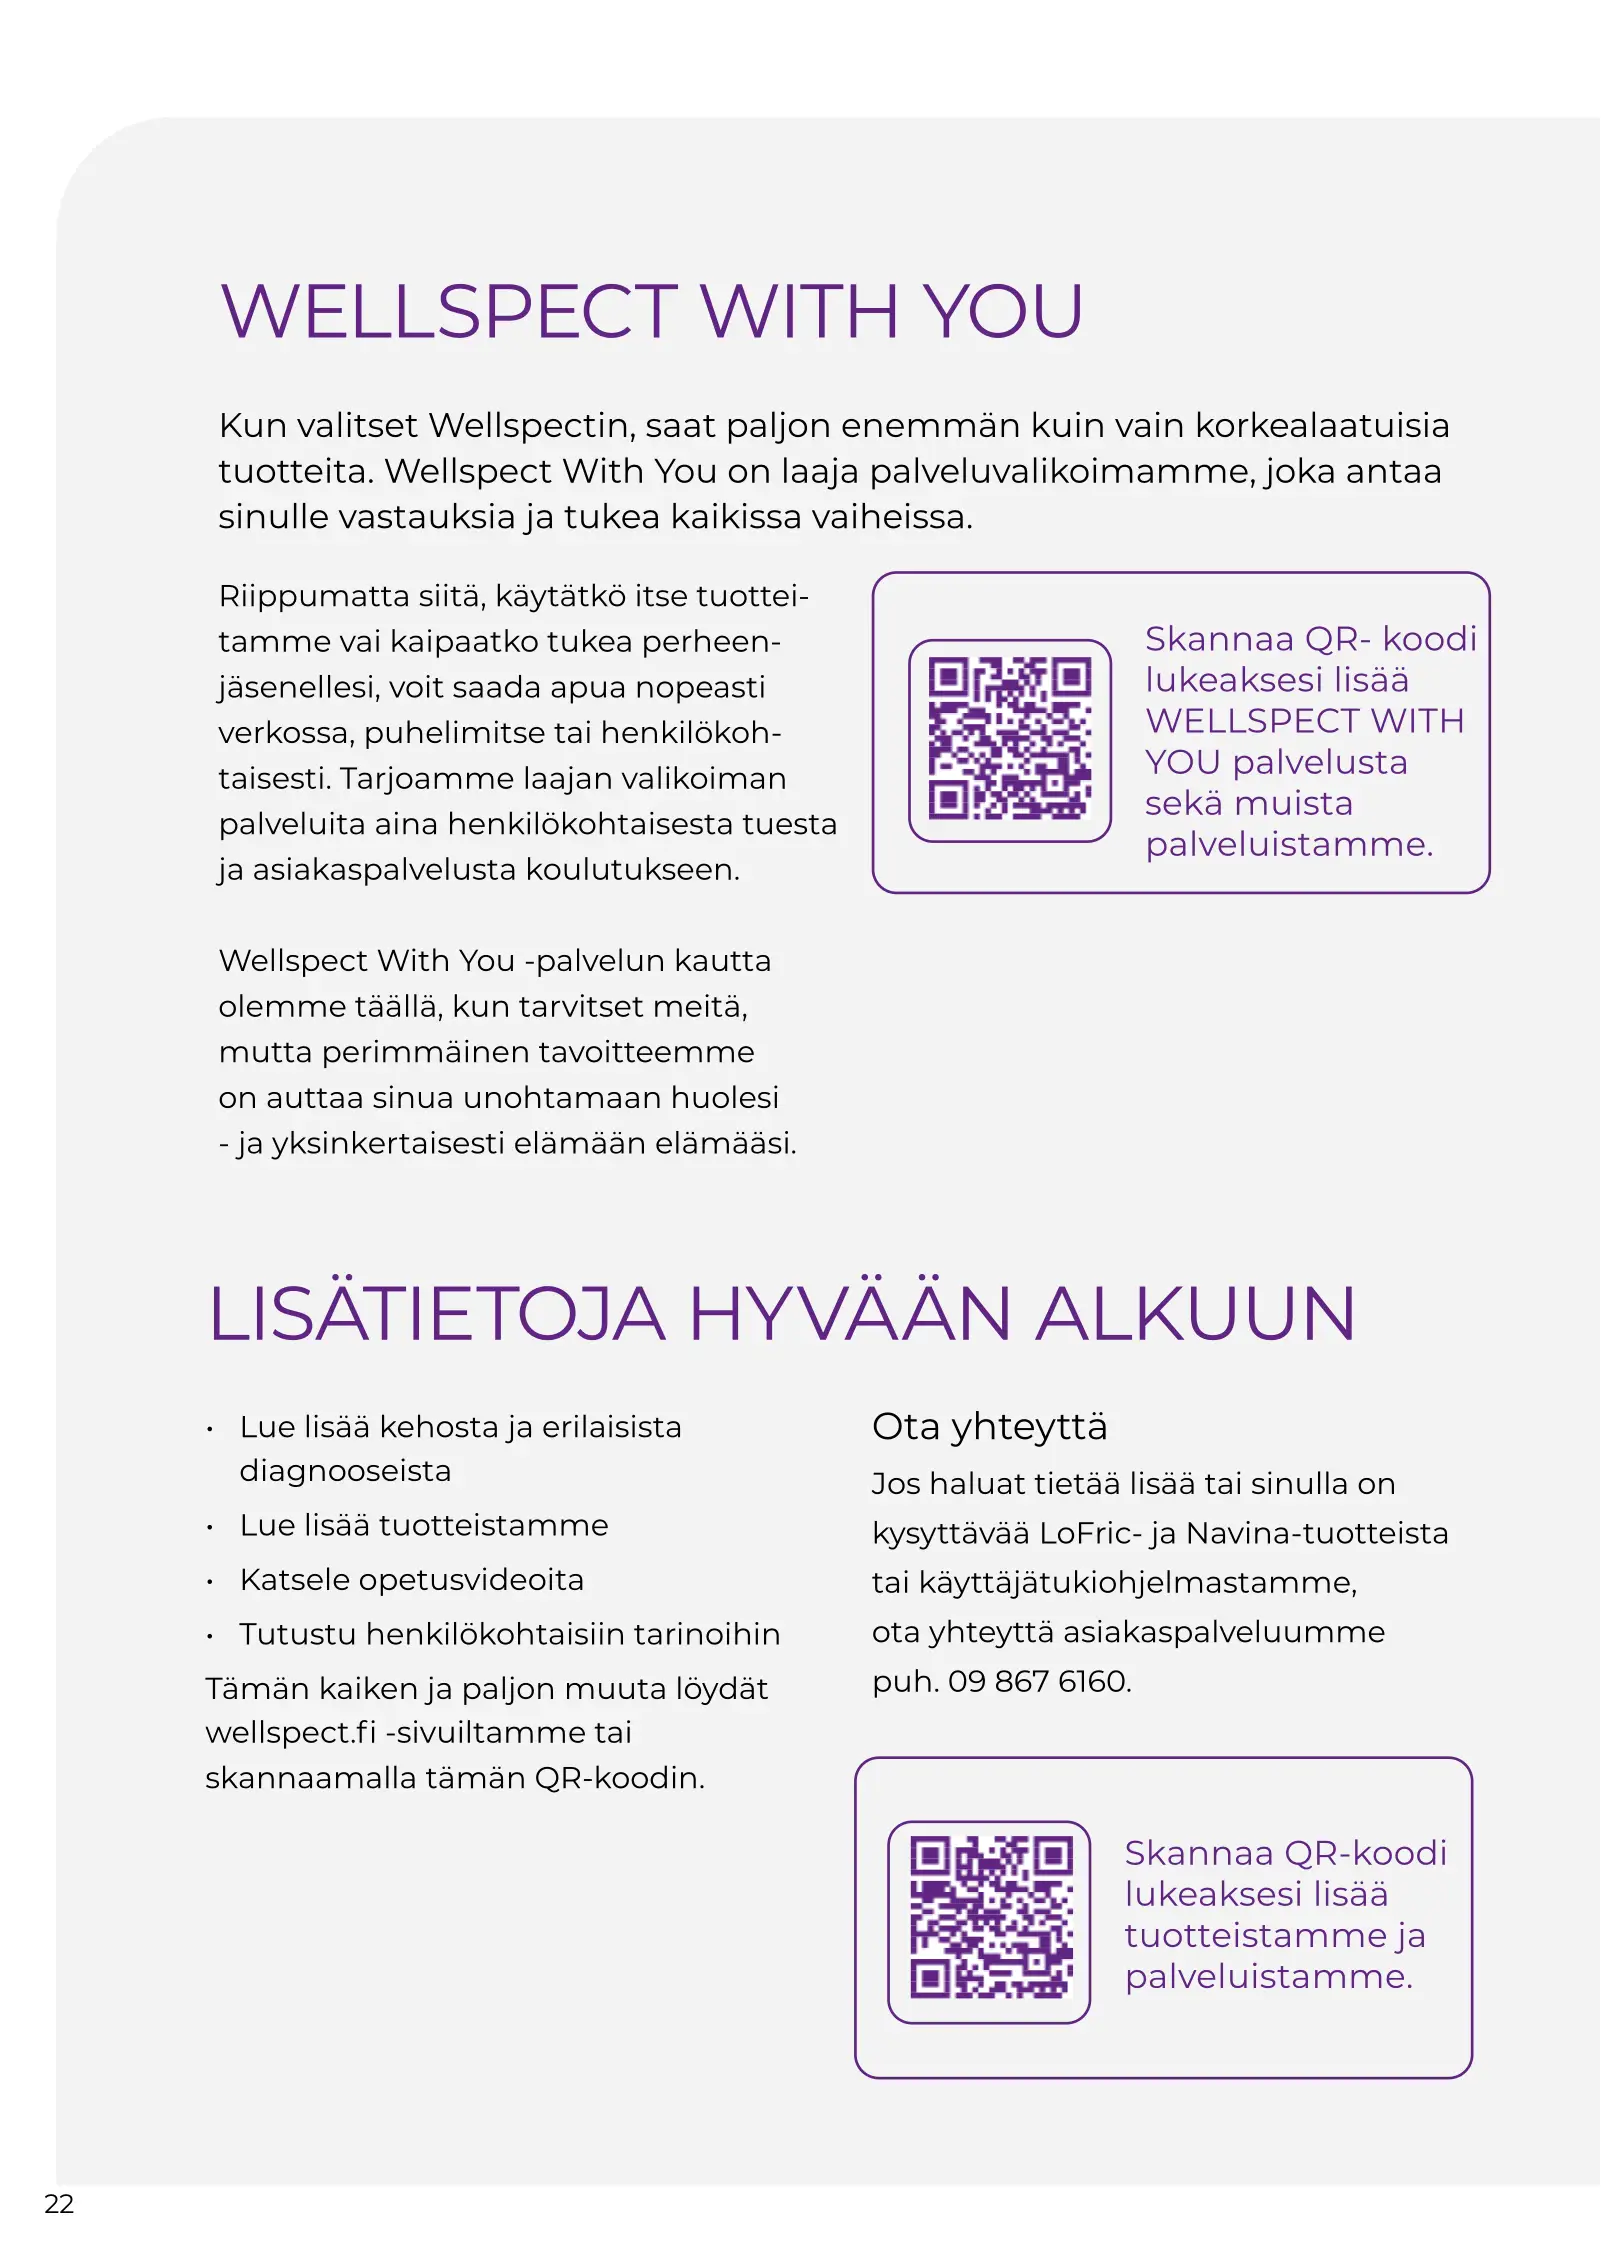 WELLSPECT WITH YOU
Kun valitset Wellspectin, saat paljon enemmän kuin vain korkealaatuisia
tuotteita. Wellspect With You on laaja palveluvalikoimamme, joka antaa
sinulle vastauksia ja tukea kaikissa vaiheissa.
Riippumatta siitä, käytätkö itse tuottei-
tamme vai kaipaatko tukea perheen-
jäsenellesi, voit saada apua nopeasti
verkossa, puhelimitse tai henkilökoh-
taisesti. Tarjoamme laajan valikoiman
palveluita aina henkilökohtaisesta tuesta
ja asiakaspalvelusta koulutukseen.
Wellspect With You -palvelun kautta
olemme täällä, kun tarvitset meitä,
mutta perimmäinen tavoitteemme
on auttaa sinua unohtamaan huolesi
- ja yksinkertaisesti elämään elämääsi.
Skannaa QR- koodi
lukeaksesi lisää
WELLSPECT WITH
YOU palvelusta
sekä muista
palveluistamme.
LISÄTIETOJA HYVÄÄN ALKUUN
• Lue lisää kehosta ja erilaisista
diagnooseista
• Lue lisää tuotteistamme
• Katsele opetusvideoita
• Tutustu henkilökohtaisiin tarinoihin
Tämän kaiken ja paljon muuta löydät
wellspect.fi -sivuiltamme tai
skannaamalla tämän QR-koodin.
Ota yhteyttä
Jos haluat tietää lisää tai sinulla on
kysyttävää LoFric- ja Navina-tuotteista
tai käyttäjätukiohjelmastamme,
ota yhteyttä asiakaspalveluumme
puh. 09 867 6160.
Skannaa QR-koodi
lukeaksesi lisää
tuotteistamme ja
palveluistamme.
22